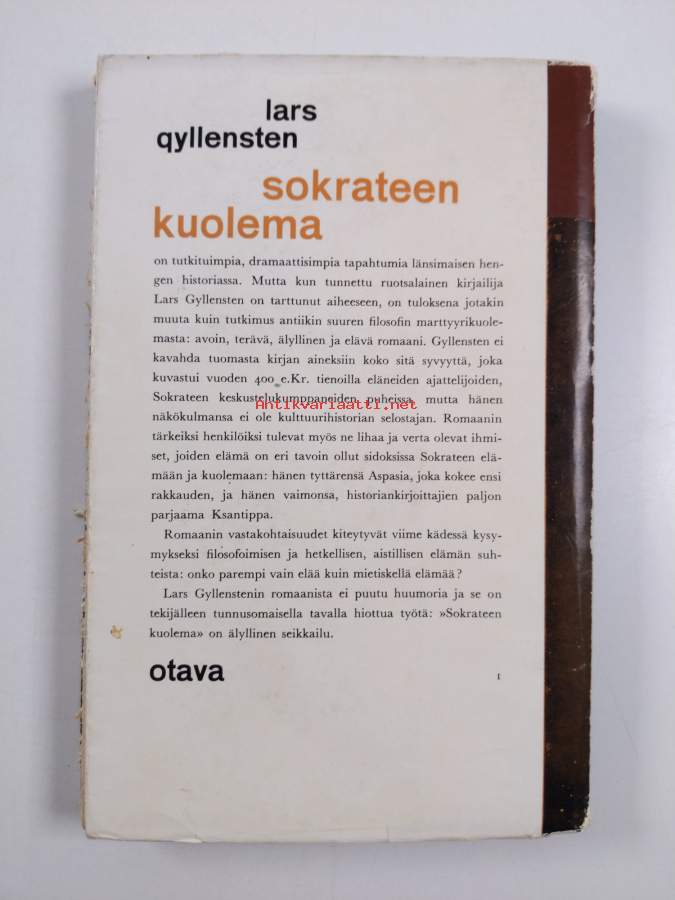 lars
qyllensten
sokrateen
kuolema
on tutkituimpia, dramaattisimpia tapahtumia länsimaisen hen-
gen historiassa. Mutta kun tunnettu ruotsalainen kirjailija
Lars Gyllensten on tarttunut aiheeseen, on tuloksena jotakin
muuta kuin tutkimus antiikin suuren filosofin marttyyrikuole-
masta: avoin, terävä, älyllinen ja elävä romaani. Gyllensten ei
kavahda tuomasta kirjan aineksiin koko sitä syvyyttä, joka
kuvastui vuoden 400 e.Kr. tienoilla eläneiden ajattelijoiden,
Sokrateen keskustelukumppaneiden puheissa, mutta hänen
Antikvariaatti.net
näkökulmansa ei ole kulttuurihistorian selostajan. Romaanin
tärkeiksi henkilöiksi tulevat myös ne lihaa ja verta olevat ihmi-
set, joiden elämä on eri tavoin ollut sidoksissa Sokrateen elä-
mään ja kuolemaan: hänen tyttärensä Aspasia, joka kokee ensi
rakkauden, ja hänen vaimonsa, historiankirjoittajien paljon
parjaama Ksantippa.
Romaanin vastakohtaisuudet kiteytyvät viime kädessä kysy-
mykseksi filosofoimisen ja hetkellisen, aistillisen elämän suh-
teista: onko parempi vain elää kuin mietiskellä elämää?
Lars Gyllenstenin romaanista ei puutu huumoria ja se on
tekijälleen tunnusomaisella tavalla hiottua työtä: »Sokrateen
kuolema» on älyllinen seikkailu.
otava
1